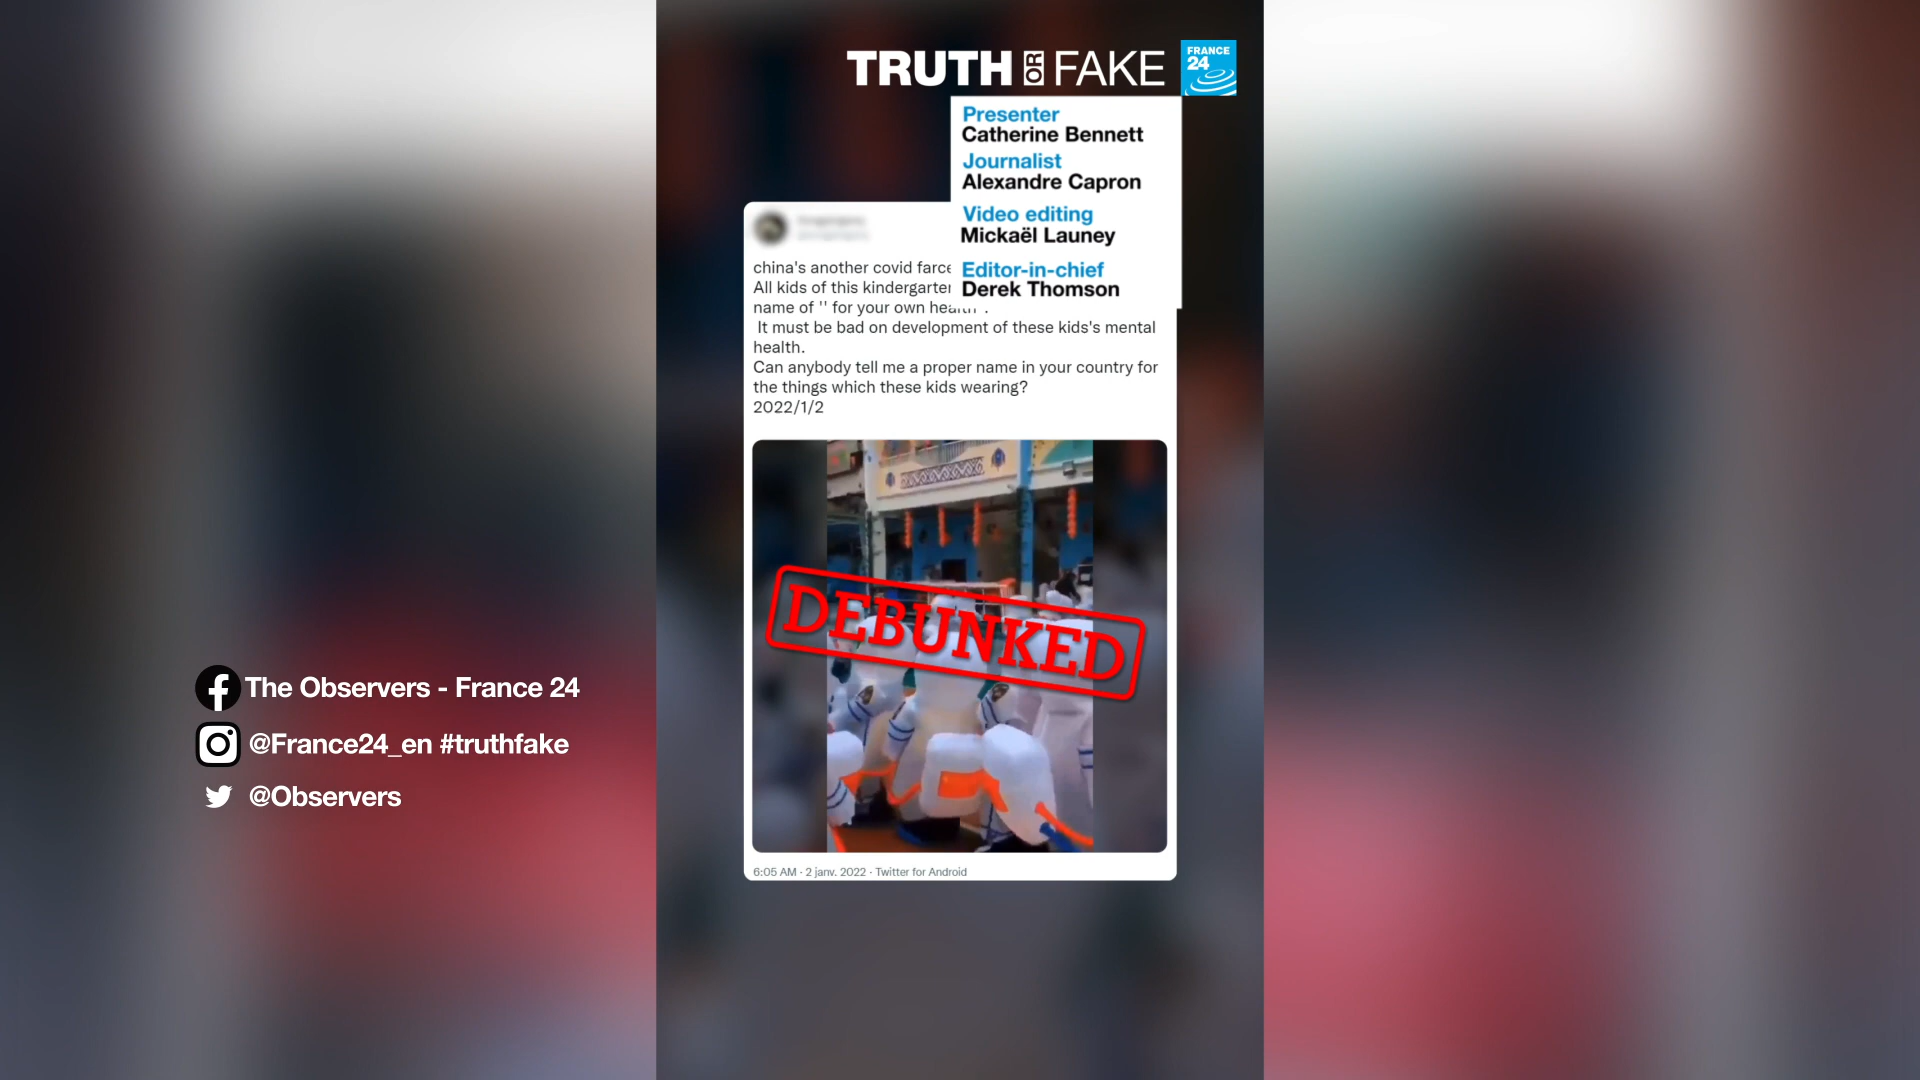 TRUTH OR FAKE
FRANCE
24
Presenter
Catherine Bennett
Journalist
Alexandre Capron
Video editing
Mickaël Launey
Editor-in-chief
Derek Thomson
china's another covid farce
All kids of this kindergarten
name of '' for your own health
It must be bad on development of these kids's mental
health.
Can anybody tell me a proper name in your country for
the things which these kids wearing?
2022/1/2
DEBUNKED
6:05 AM · 2 janv. 2022 · Twitter for Android
The Observers - France 24
@France24_en #truthfake
@Observers